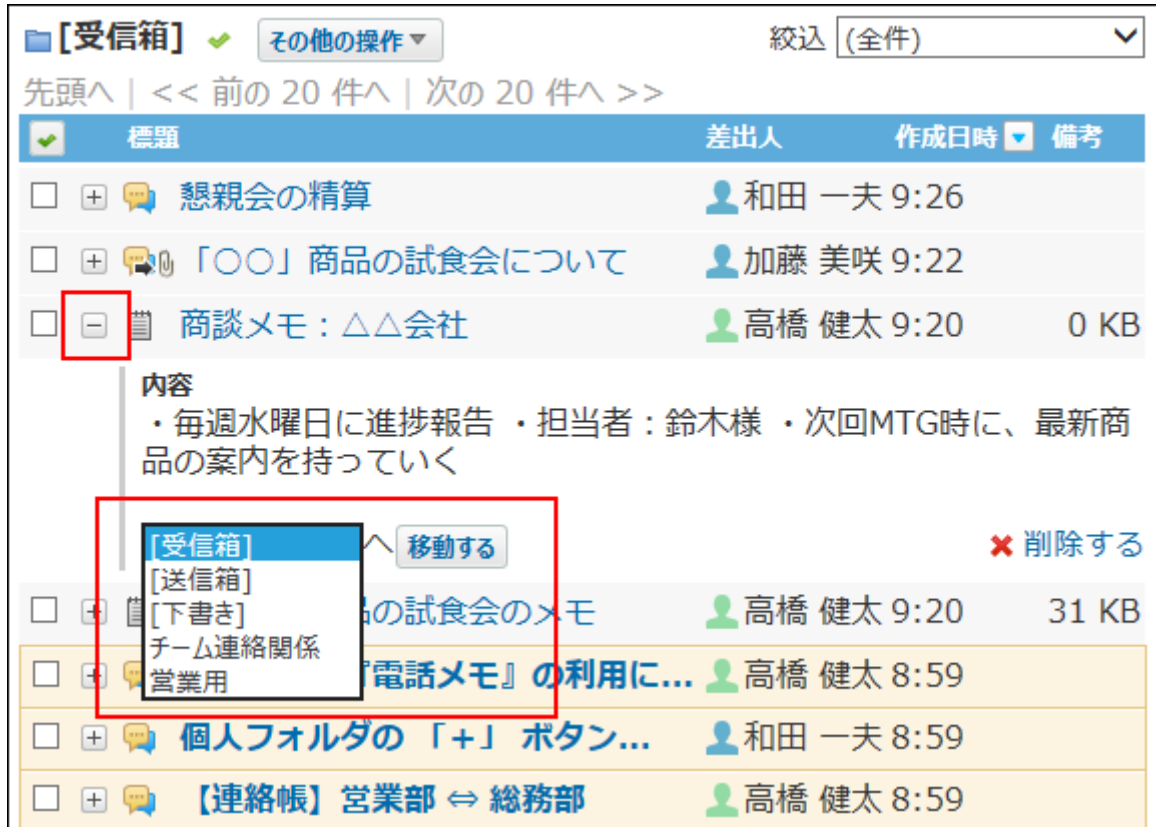 [受信箱] その他の操作 絞込 (全件)
先頭へ | << 前の 20 件へ | 次の 20 件へ >>
標題 差出人 作成日時 備考
懇親会の精算 和田 一夫 9:26
「○○」商品の試食会について 加藤 美咲 9:22
商談メモ:△△会社 高橋 健太 9:20 0 KB
内容
・毎週水曜日に進捗報告 ・担当者:鈴木様 ・次回MTG時に、最新商
品の案内を持っていく
[受信箱] へ 移動する 削除する
[送信箱]
[下書き] 品の試食会のメモ 高橋 健太 9:20 31 KB
チーム連絡関係
営業用 『電話メモ』の利用に... 高橋 健太 8:59
個人フォルダの 「+」 ボタン... 和田 一夫 8:59
【連絡帳】営業部 ⇔ 総務部 高橋 健太 8:59